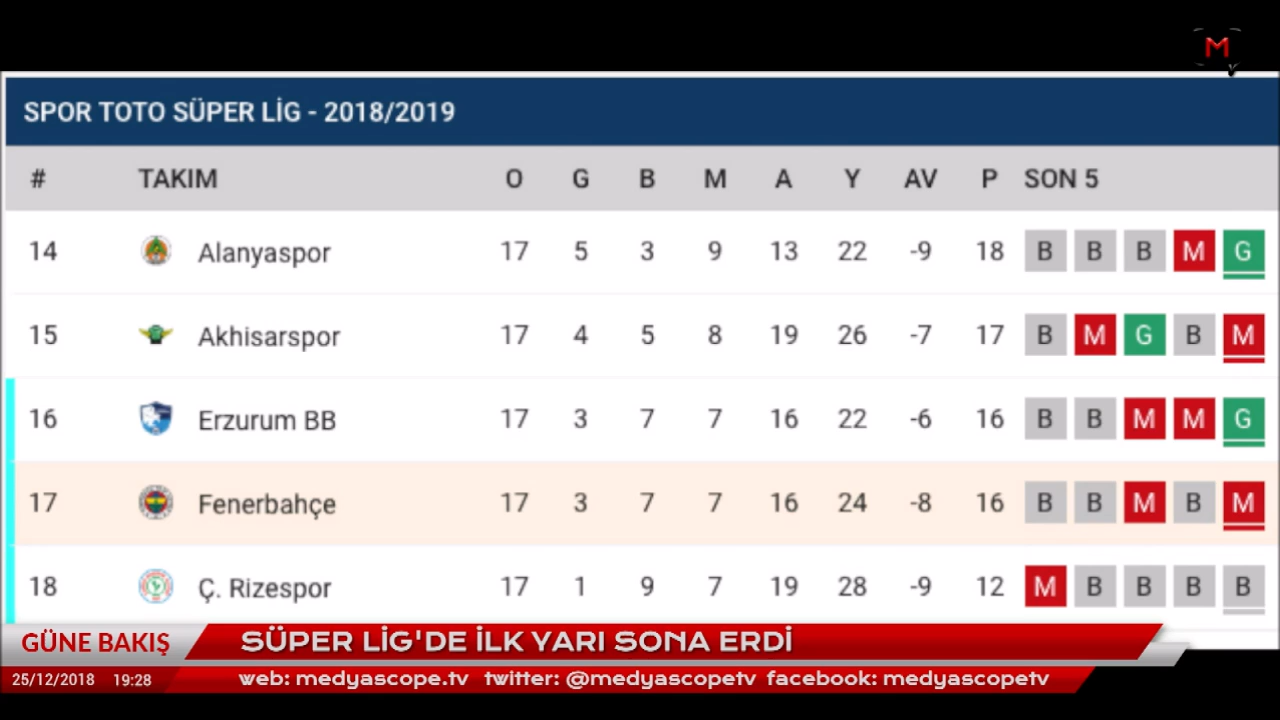 M
SPOR TOTO SÜPER LİG - 2018/2019
# TAKIM O G B M A Y AV P SON 5
14 Alanyaspor 17 5 3 9 13 22 -9 18 B B B M G
15 Akhisarspor 17 4 5 8 19 26 -7 17 B M G B M
16 Erzurum BB 17 3 7 7 16 22 -6 16 B B M M G
17 Fenerbahçe 17 3 7 7 16 24 -8 16 B B M B M
18 Ç. Rizespor 17 1 9 7 19 28 -9 12 M B B B B
GÜNE BAKIŞ SÜPER LİG'DE İLK YARI SONA ERDİ
25/12/2018 19:28 web: medyascope.tv twitter: @medyascopetv facebook: medyascopetv